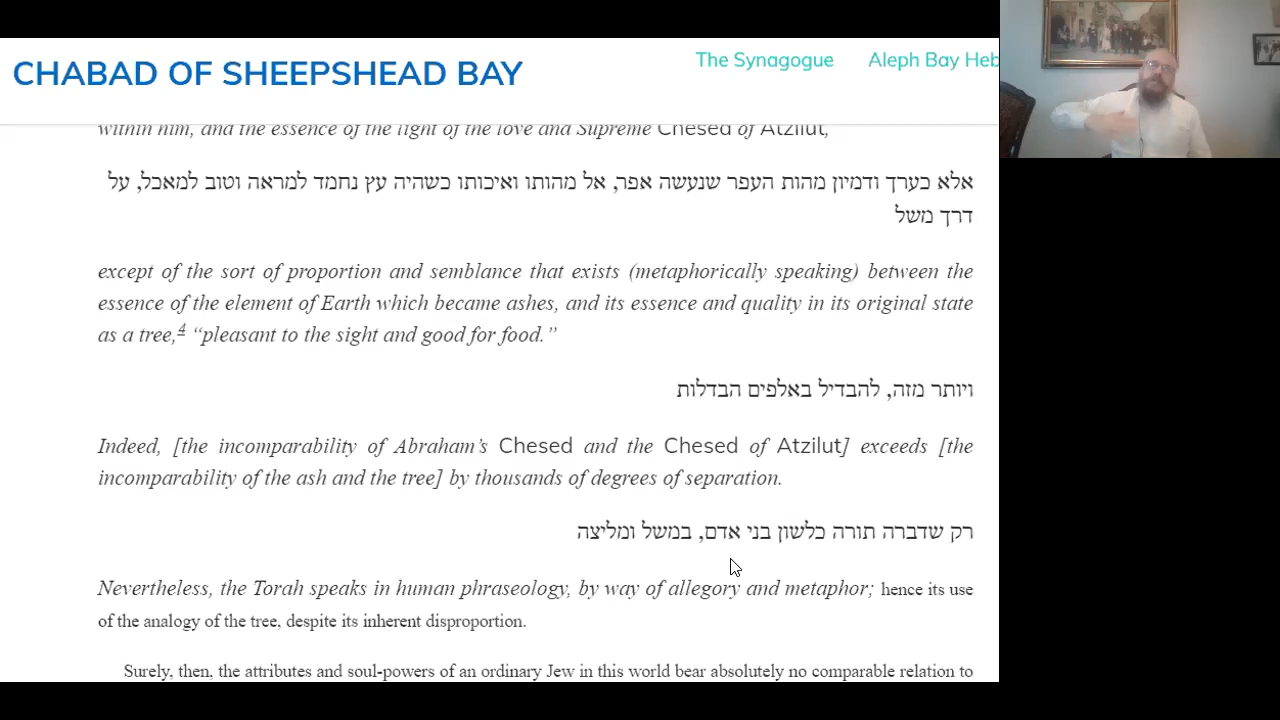 CHABAD OF SHEEPSHEAD BAY
The Synagogue
Aleph Bay Heb
within him, and the essence of the light of the love and Supreme Chesed of Atzilut,
אלא כערך ודמיון מהות העפר שנעשה אפר, אל מהותו ואיכותו כשהיה עץ נחמד למראה וטוב למאכל, על
דרך משל
except of the sort of proportion and semblance that exists (metaphorically speaking) between the
essence of the element of Earth which became ashes, and its essence and quality in its original state
as a tree,4 “pleasant to the sight and good for food.”
ויותר מזה, להבדיל באלפים הבדלות
Indeed, [the incomparability of Abraham’s Chesed and the Chesed of Atzilut] exceeds [the
incomparability of the ash and the tree] by thousands of degrees of separation.
רק שדברה תורה כלשון בני אדם, במשל ומליצה
Nevertheless, the Torah speaks in human phraseology, by way of allegory and metaphor; hence its use
of the analogy of the tree, despite its inherent disproportion.
Surely, then, the attributes and soul-powers of an ordinary Jew in this world bear absolutely no comparable relation to